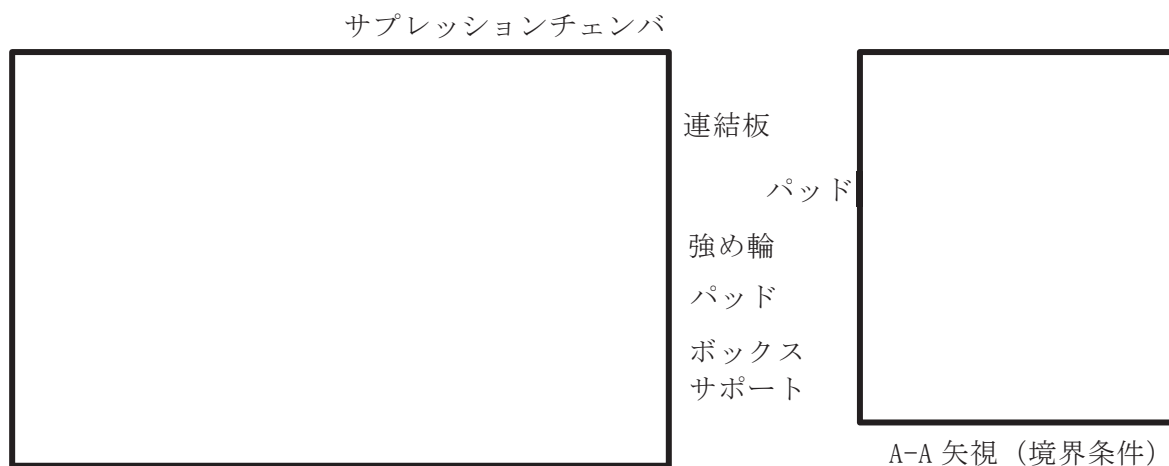 サプレッションチェンバ
連結板
パッド
強め輪
パッド
ボックス
サポート
A-A 矢視（境界条件）